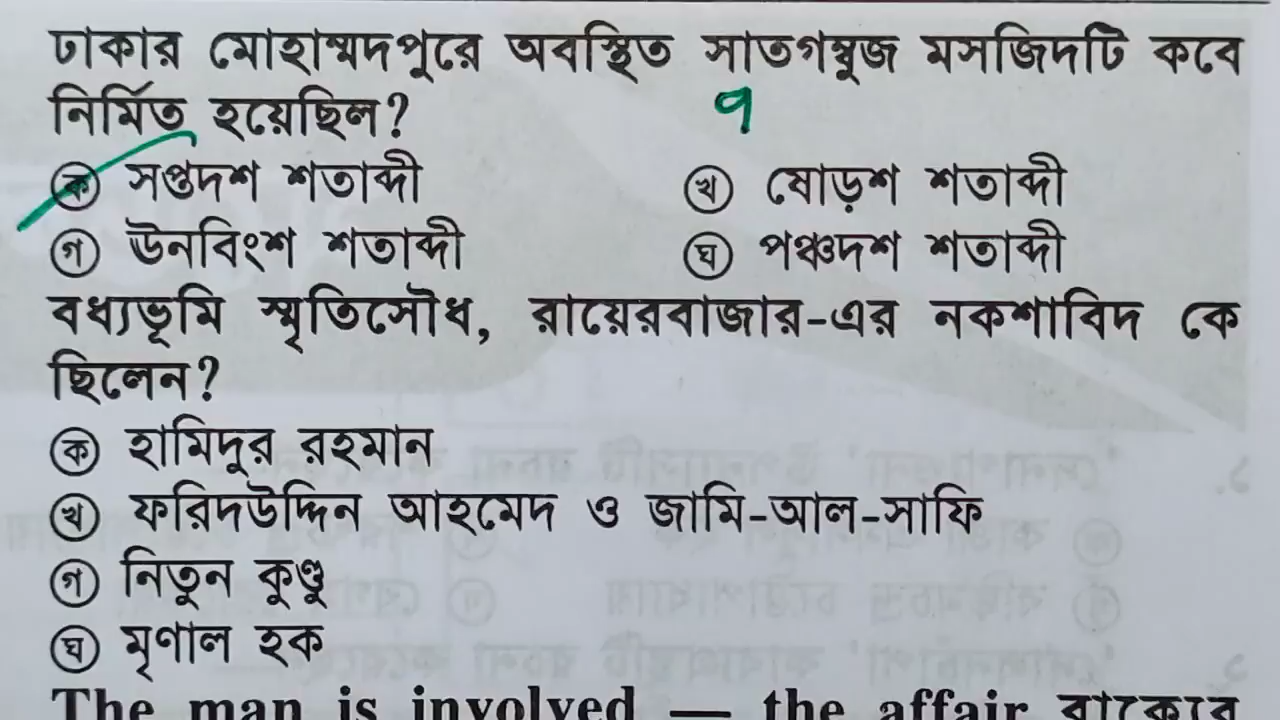 ঢাকার মোহাম্মদপুরে অবস্থিত সাতগম্বুজ মসজিদটি কবে
নির্মিত হয়েছিল? ৭
ক সপ্তদশ শতাব্দী খ ষোড়শ শতাব্দী
গ ঊনবিংশ শতাব্দী ঘ পঞ্চদশ শতাব্দী
বধ্যভূমি স্মৃতিসৌধ, রায়েরবাজার-এর নকশাবিদ কে
ছিলেন?
ক হামিদুর রহমান
খ ফরিদউদ্দিন আহমেদ ও জামি-আল-সাফি
গ নিতুন কুণ্ডু
ঘ মৃণাল হক
The man is involved — the affair বাক্যের